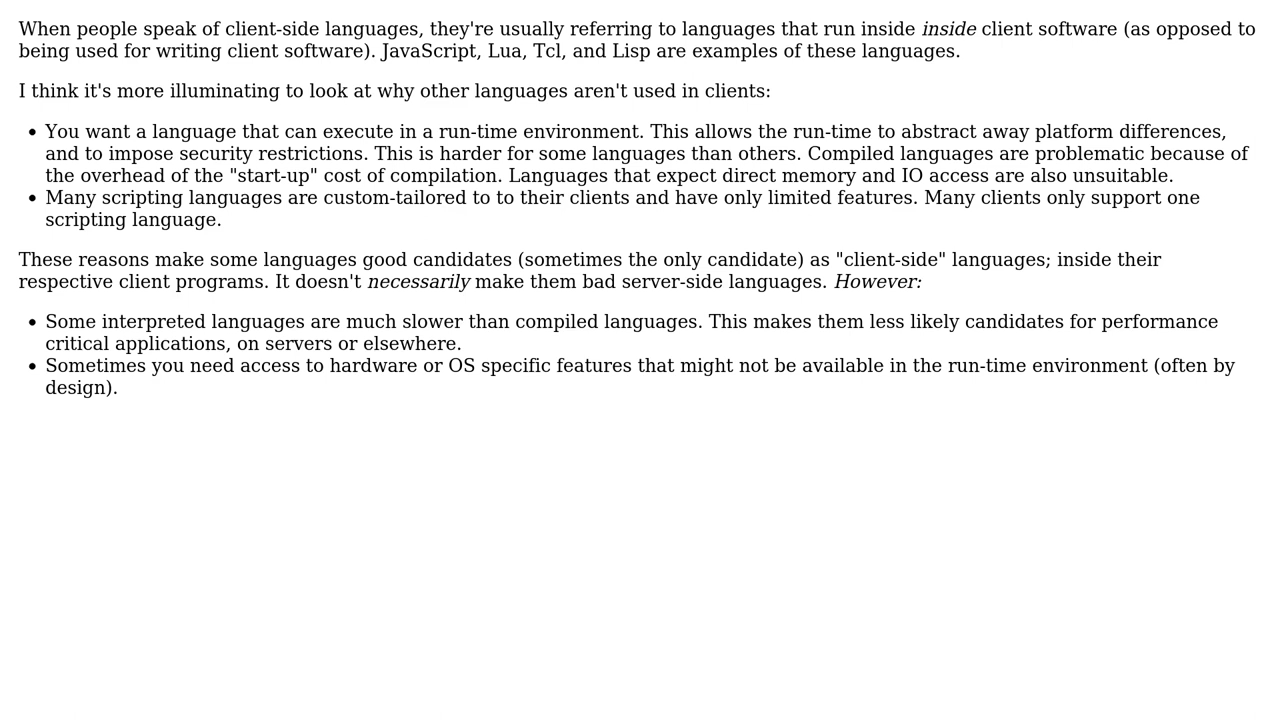 When people speak of client-side languages, they're usually referring to languages that run inside inside client software (as opposed to
being used for writing client software). JavaScript, Lua, Tcl, and Lisp are examples of these languages.
I think it's more illuminating to look at why other languages aren't used in clients:
• You want a language that can execute in a run-time environment. This allows the run-time to abstract away platform differences,
and to impose security restrictions. This is harder for some languages than others. Compiled languages are problematic because of
the overhead of the "start-up" cost of compilation. Languages that expect direct memory and IO access are also unsuitable.
• Many scripting languages are custom-tailored to to their clients and have only limited features. Many clients only support one
scripting language.
These reasons make some languages good candidates (sometimes the only candidate) as "client-side" languages; inside their
respective client programs. It doesn't necessarily make them bad server-side languages. However:
• Some interpreted languages are much slower than compiled languages. This makes them less likely candidates for performance
critical applications, on servers or elsewhere.
• Sometimes you need access to hardware or OS specific features that might not be available in the run-time environment (often by
design).